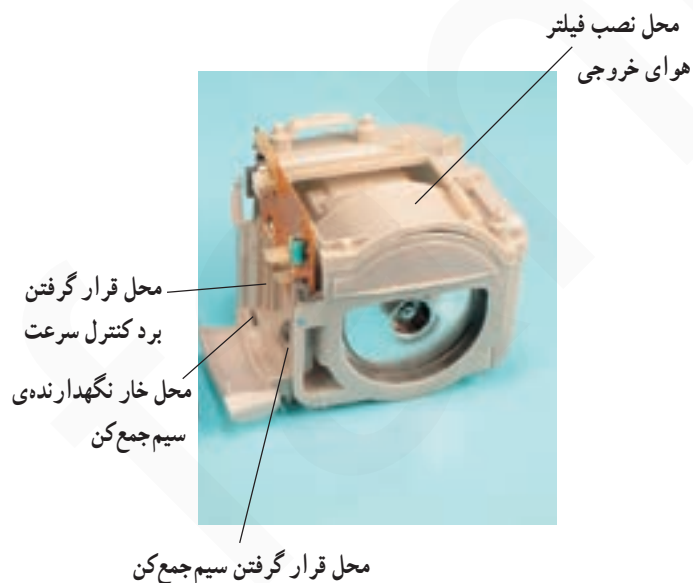 محل نصب فیلتر
هوای خروجی
محل قرار گرفتن
برد کنترل سرعت
محل خار نگهدارنده‌ی
سیم‌جمع‌کن
محل قرار گرفتن سیم‌جمع‌کن